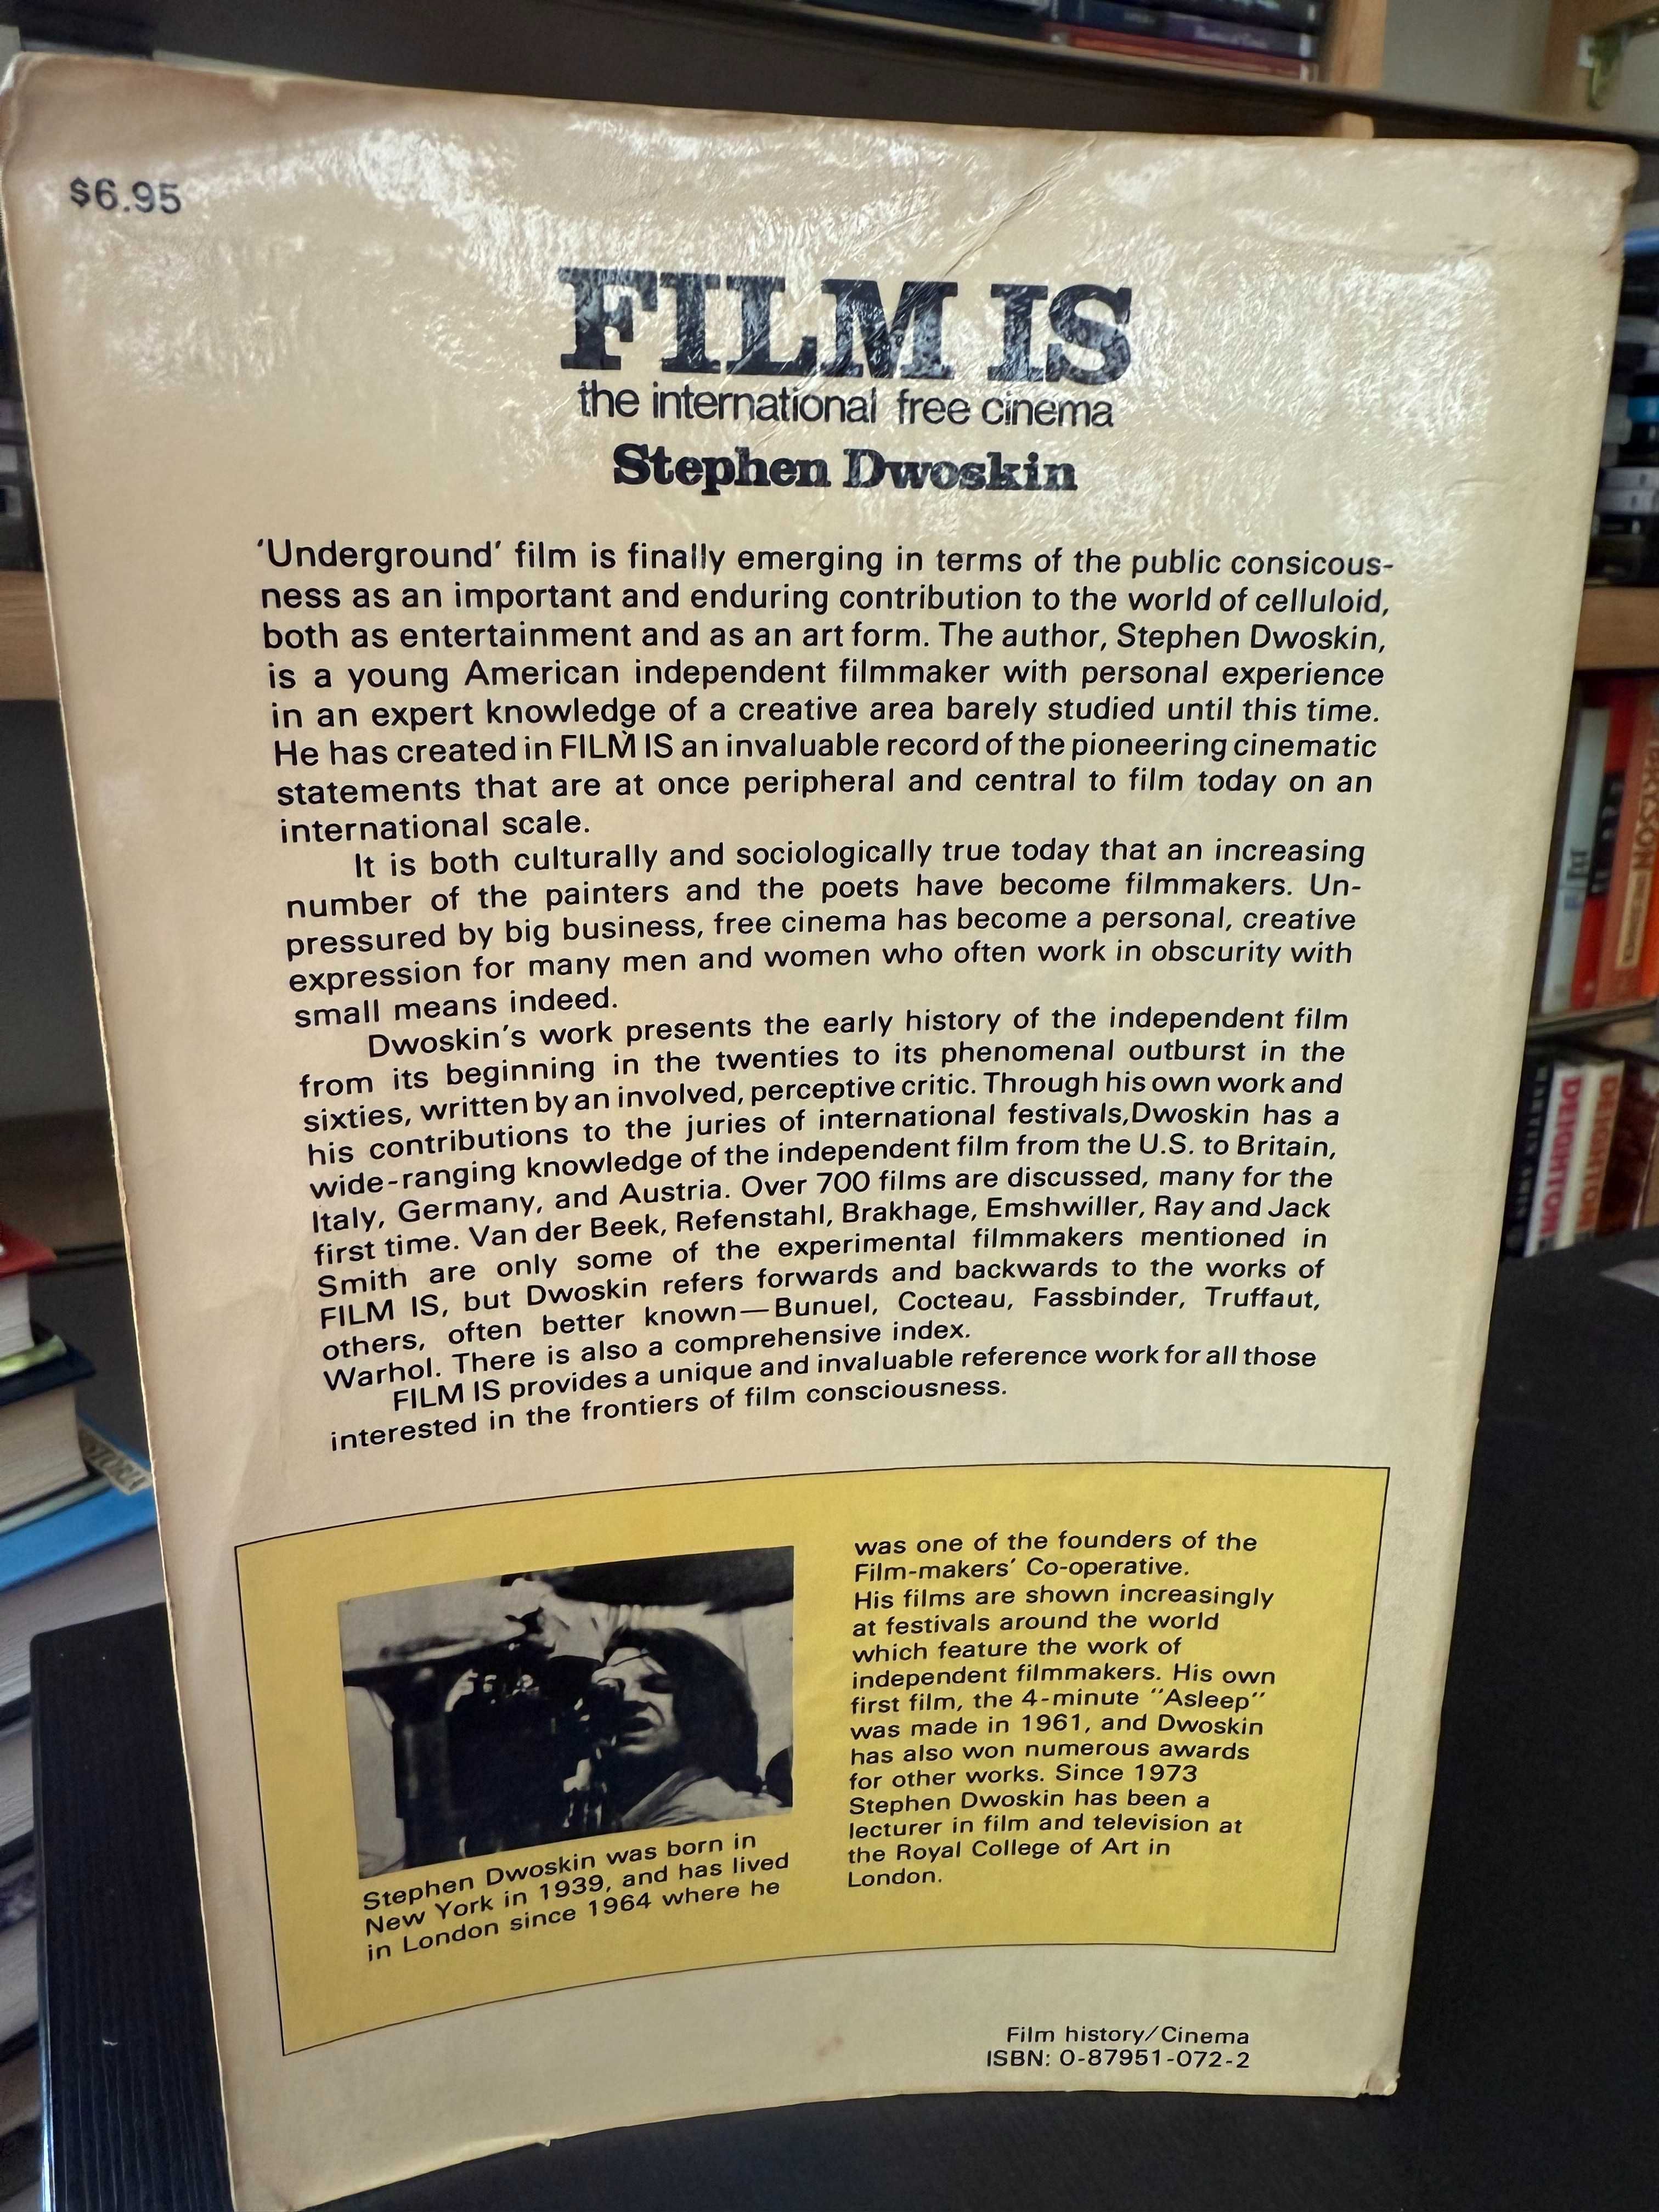 $6.95
FILM IS
the international free cinema
Stephen Dwoskin
'Underground' film is finally emerging in terms of the public consicous-
ness as an important and enduring contribution to the world of celluloid,
both as entertainment and as an art form. The author, Stephen Dwoskin,
is a young American independent filmmaker with personal experience
in an expert knowledge of a creative area barely studied until this time.
He has created in FILM IS an invaluable record of the pioneering cinematic
statements that are at once peripheral and central to film today on an
international scale.
It is both culturally and sociologically true today that an increasing
number of the painters and the poets have become filmmakers. Un-
pressured by big business, free cinema has become a personal, creative
expression for many men and women who often work in obscurity with
small means indeed.
Dwoskin's work presents the early history of the independent film
from its beginning in the twenties to its phenomenal outburst in the
sixties, written by an involved, perceptive critic. Through his own work and
his contributions to the juries of international festivals,Dwoskin has a
wide-ranging knowledge of the independent film from the U.S. to Britain,
Italy, Germany, and Austria. Over 700 films are discussed, many for the
first time. Van der Beek, Refenstahl, Brakhage, Emshwiller, Ray and Jack
Smith are only some of the experimental filmmakers mentioned in
FILM IS, but Dwoskin refers forwards and backwards to the works of
others, often better known—Bunuel, Cocteau, Fassbinder, Truffaut,
Warhol. There is also a comprehensive index.
FILM IS provides a unique and invaluable reference work for all those
interested in the frontiers of film consciousness.
Stephen Dwoskin was born in
New York in 1939, and has lived
in London since 1964 where he
was one of the founders of the
Film-makers' Co-operative.
His films are shown increasingly
at festivals around the world
which feature the work of
independent filmmakers. His own
first film, the 4-minute "Asleep"
was made in 1961, and Dwoskin
has also won numerous awards
for other works. Since 1973
Stephen Dwoskin has been a
lecturer in film and television at
the Royal College of Art in
London.
Film history/Cinema
ISBN: 0-87951-072-2
DEIGHTON
DEIGHTON